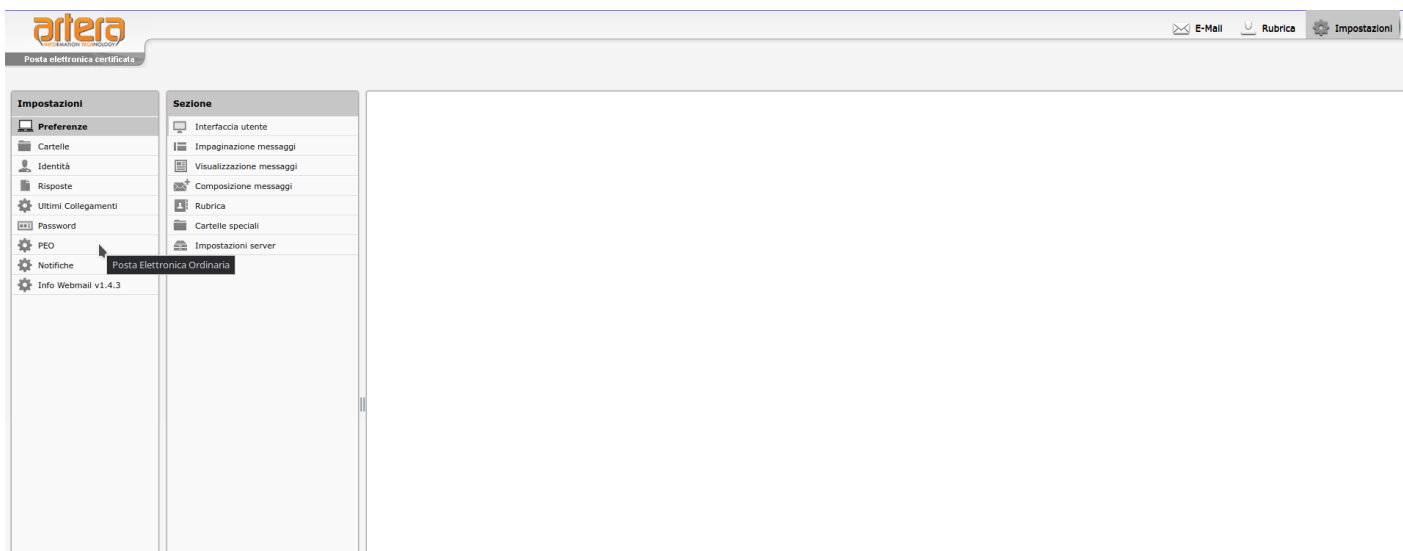 artera
INFORMATION TECHNOLOGY
E-Mail
Rubrica
Impostazioni
Posta elettronica certificata
Impostazioni
Preferenze
Cartelle
Identità
Risposte
Ultimi Collegamenti
Password
PEO
Notifiche
Info Webmail v1.4.3
Posta Elettronica Ordinaria
Sezione
Interfaccia utente
Impaginazione messaggi
Visualizzazione messaggi
Composizione messaggi
Rubrica
Cartelle speciali
Impostazioni server